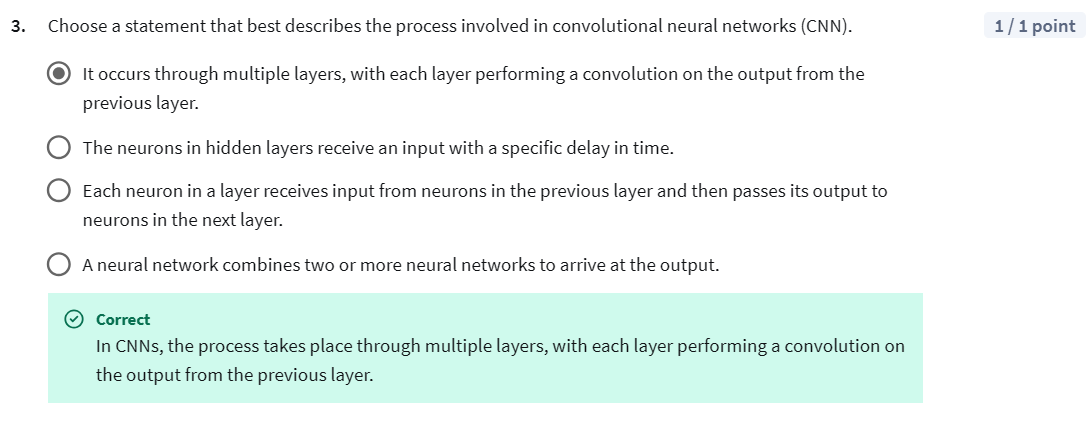 3. Choose a statement that best describes the process involved in convolutional neural networks (CNN). 1 / 1 point
It occurs through multiple layers, with each layer performing a convolution on the output from the
previous layer.
The neurons in hidden layers receive an input with a specific delay in time.
Each neuron in a layer receives input from neurons in the previous layer and then passes its output to
neurons in the next layer.
A neural network combines two or more neural networks to arrive at the output.
Correct
In CNNs, the process takes place through multiple layers, with each layer performing a convolution on
the output from the previous layer.